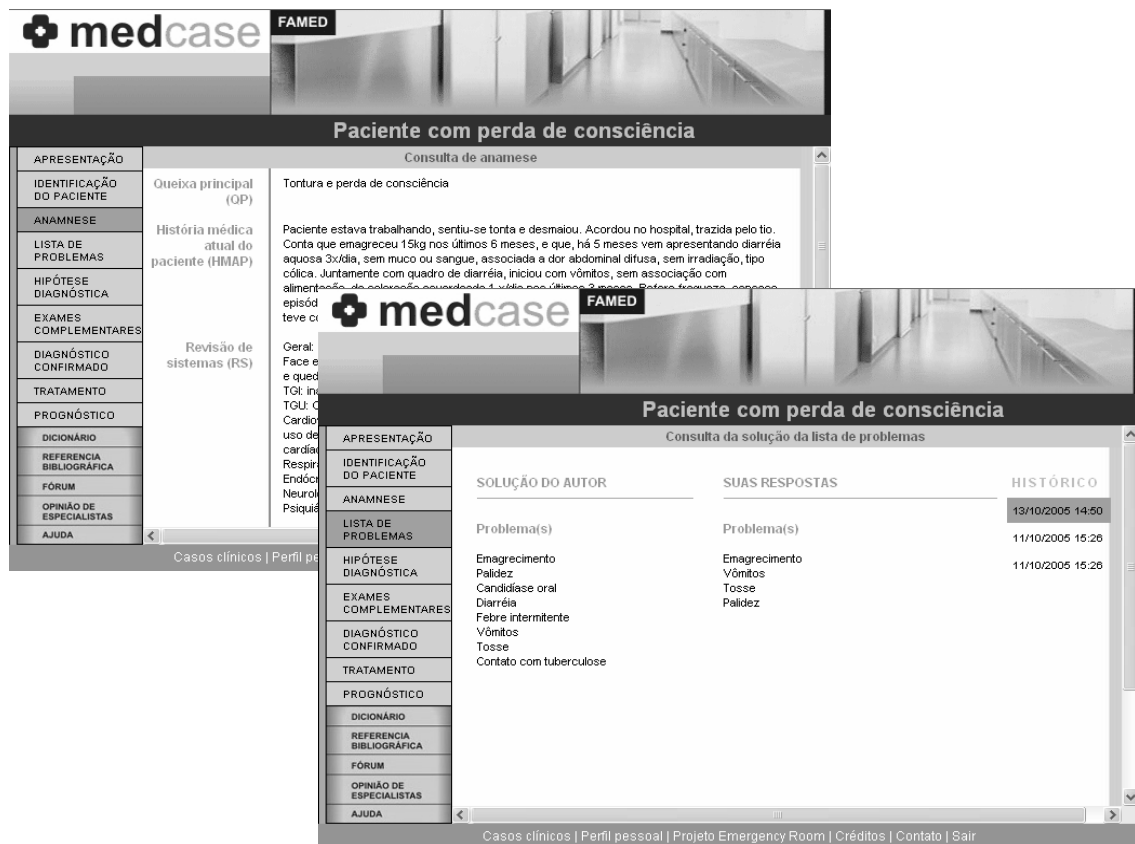 medcase
FAMED
Paciente com perda de consciência
Consulta de anamese
APRESENTAÇÃO
IDENTIFICAÇÃO
DO PACIENTE
ANAMNESE
LISTA DE
PROBLEMAS
HIPÓTESE
DIAGNÓSTICA
EXAMES
COMPLEMENTARES
DIAGNÓSTICO
CONFIRMADO
TRATAMENTO
PROGNÓSTICO
DICIONÁRIO
REFERENCIA
BIBLIOGRÁFICA
FÓRUM
OPINIÃO DE
ESPECIALISTAS
AJUDA
Queixa principal
(QP)
Tontura e perda de consciência
História médica
atual do
paciente (HMAP)
Paciente estava trabalhando, sentiu-se tonta e desmaiou. Acordou no hospital, trazida pelo tio.
Conta que emagreceu 15kg nos últimos 6 meses, e que, há 5 meses vem apresentando diarréia
aquosa 3x/dia, sem muco ou sangue, associada a dor abdominal difusa, sem irradiação, tipo
cólica. Juntamente com quadro de diarréia, iniciou com vômitos, sem associação com
Revisão de
sistemas (RS)
Geral:
Face
TGI:
TGU:
uso de
Casos clínicos |
medcase
FAMED
Paciente com perda de consciência
Consulta da solução da lista de problemas
APRESENTAÇÃO
IDENTIFICAÇÃO
DO PACIENTE
ANAMNESE
LISTA DE
PROBLEMAS
HIPÓTESE
DIAGNÓSTICA
EXAMES
COMPLEMENTARES
DIAGNÓSTICO
CONFIRMADO
TRATAMENTO
PROGNÓSTICO
DICIONÁRIO
REFERENCIA
BIBLIOGRÁFICA
FÓRUM
OPINIÃO DE
ESPECIALISTAS
AJUDA
SOLUÇÃO DO AUTOR
Problema(s)
Emagrecimento
Palidez
Candidíase oral
Diarréia
Febre intermitente
Vômitos
Tosse
Contato com tuberculose
SUAS RESPOSTAS
Problema(s)
Emagrecimento
Vômitos
Tosse
Palidez
HISTÓRICO
13/10/2005 14:50
11/10/2005 15:26
11/10/2005 15:26
Casos clínicos | Perfil pessoal | Projeto Emergency Room | Créditos | Contato | Sair